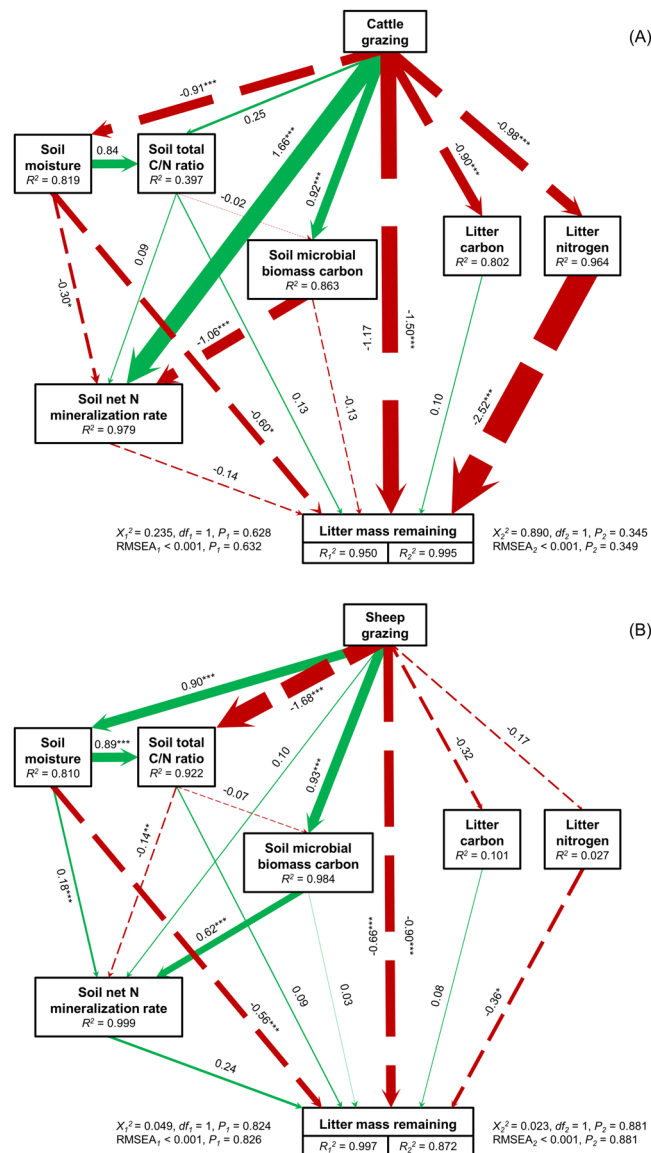 Cattle
grazing
(A)
-0.91***
0.25
1.66***
0.92***
-0.90***
-0.98***
Soil
moisture
R² = 0.819
0.84
Soil total
C/N ratio
R² = 0.397
-0.02
Litter
carbon
R² = 0.802
Litter
nitrogen
R² = 0.964
Soil microbial
biomass carbon
R² = 0.863
0.09
-0.30*
-1.06***
-1.17
-1.50***
Soil net N
mineralization rate
R² = 0.979
-0.60*
0.13
-0.13
0.10
-2.52***
-0.14
X₁² = 0.235, df₁ = 1, P₁ = 0.628
RMSEA₁ < 0.001, P₁ = 0.632
Litter mass remaining
R₁² = 0.950
R₂² = 0.995
X₂² = 0.890, df₂ = 1, P₂ = 0.345
RMSEA₂ < 0.001, P₂ = 0.349
Sheep
grazing
(B)
0.90***
-1.68***
0.10
0.93***
-0.32
-0.17
Soil
moisture
R² = 0.810
0.89***
Soil total
C/N ratio
R² = 0.922
-0.07
Litter
carbon
R² = 0.101
Litter
nitrogen
R² = 0.027
Soil microbial
biomass carbon
R² = 0.984
-0.14**
0.18***
0.62***
-0.66***
-0.90***
Soil net N
mineralization rate
R² = 0.999
-0.56***
0.09
0.03
0.08
-0.36*
0.24
X₁² = 0.049, df₁ = 1, P₁ = 0.824
RMSEA₁ < 0.001, P₁ = 0.826
Litter mass remaining
R₁² = 0.997
R₂² = 0.872
X₂² = 0.023, df₂ = 1, P₂ = 0.881
RMSEA₂ < 0.001, P₂ = 0.881